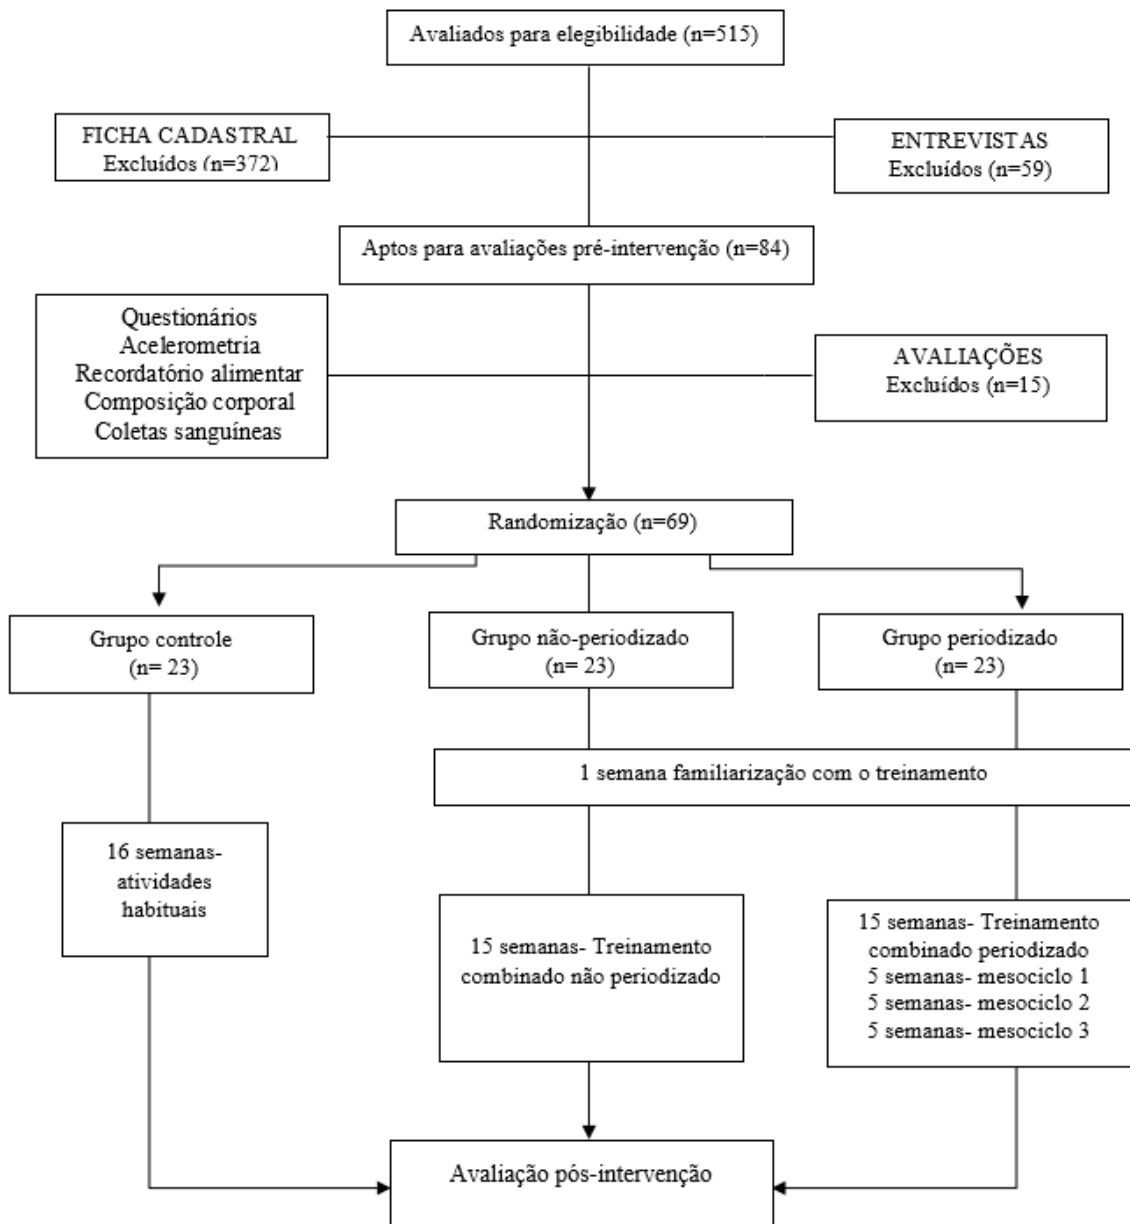 Avaliados para elegibilidade (n=515)
FICHA CADASTRAL
Excluídos (n=372)
ENTREVISTAS
Excluídos (n=59)
Aptos para avaliações pré-intervenção (n=84)
Questionários
Acelerometria
Recordatório alimentar
Composição corporal
Coletas sanguíneas
AVALIAÇÕES
Excluídos (n=15)
Randomização (n=69)
Grupo controle
(n= 23)
Grupo não-periodizado
(n= 23)
Grupo periodizado
(n= 23)
1 semana familiarização com o treinamento
16 semanas-
atividades
habituais
15 semanas- Treinamento
combinado não periodizado
15 semanas- Treinamento
combinado periodizado
5 semanas- mesociclo 1
5 semanas- mesociclo 2
5 semanas- mesociclo 3
Avaliação pós-intervenção